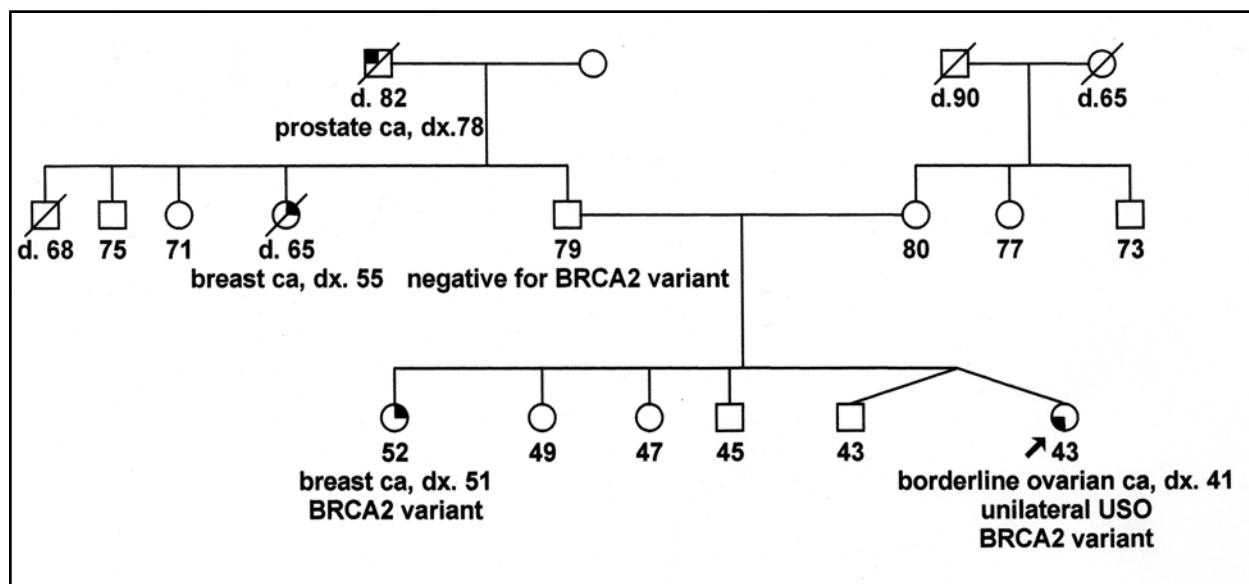 d. 82
d.90
d.65
prostate ca, dx.78
d. 68
75
71
d. 65
79
80
77
73
breast ca, dx. 55
negative for BRCA2 variant
52
49
47
45
43
43
breast ca, dx. 51
borderline ovarian ca, dx. 41
BRCA2 variant
unilateral USO
BRCA2 variant